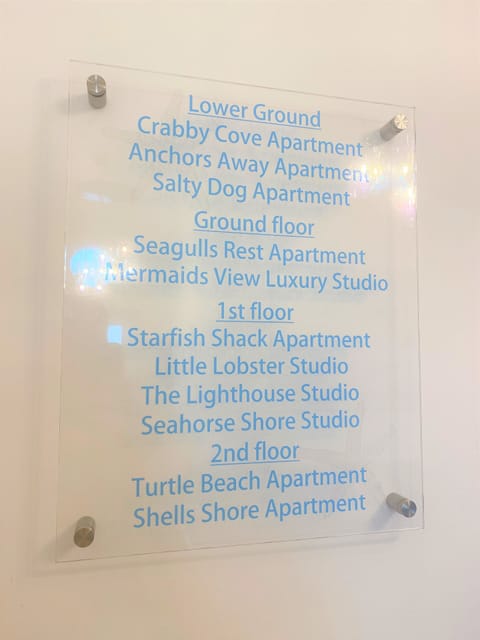 Lower Ground
Crabby Cove Apartment
Anchors Away Apartment
Salty Dog Apartment
Ground floor
Seagulls Rest Apartment
Mermaids View Luxury Studio
1st floor
Starfish Shack Apartment
Little Lobster Studio
The Lighthouse Studio
Seahorse Shore Studio
2nd floor
Turtle Beach Apartment
Shells Shore Apartment